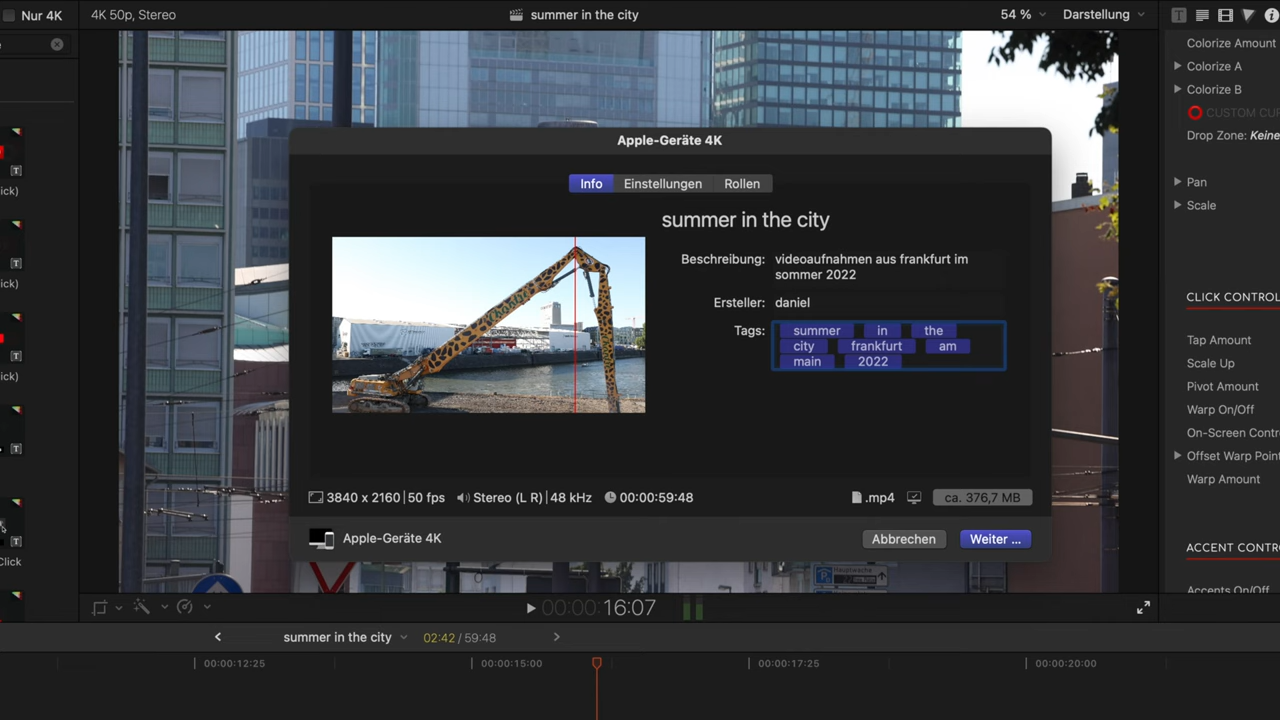 Nur 4K
4K 50p, Stereo
summer in the city
54 %
Darstellung
Colorize Amount
Colorize A
Colorize B
Drop Zone: Keine
Pan
Scale
CLICK CONTROL
Tap Amount
Scale Up
Pivot Amount
Warp On/Off
On-Screen Contr
Offset Warp Point
Warp Amount
ACCENT CONTRO
Accents On/Off
ick)
ick)
ick)
Click
Apple-Geräte 4K
Info
Einstellungen
Rollen
summer in the city
Beschreibung: videoaufnahmen aus frankfurt im
sommer 2022
Ersteller: daniel
Tags: summer in the
city frankfurt am
main 2022
3840 x 2160 | 50 fps
Stereo (L R) | 48 kHz
00:00:59:48
.mp4
ca. 376,7 MB
Apple-Geräte 4K
Abbrechen
Weiter ...
00:00:16:07
summer in the city
02:42 / 59:48
00:00:12:25
00:00:15:00
00:00:17:25
00:00:20:00